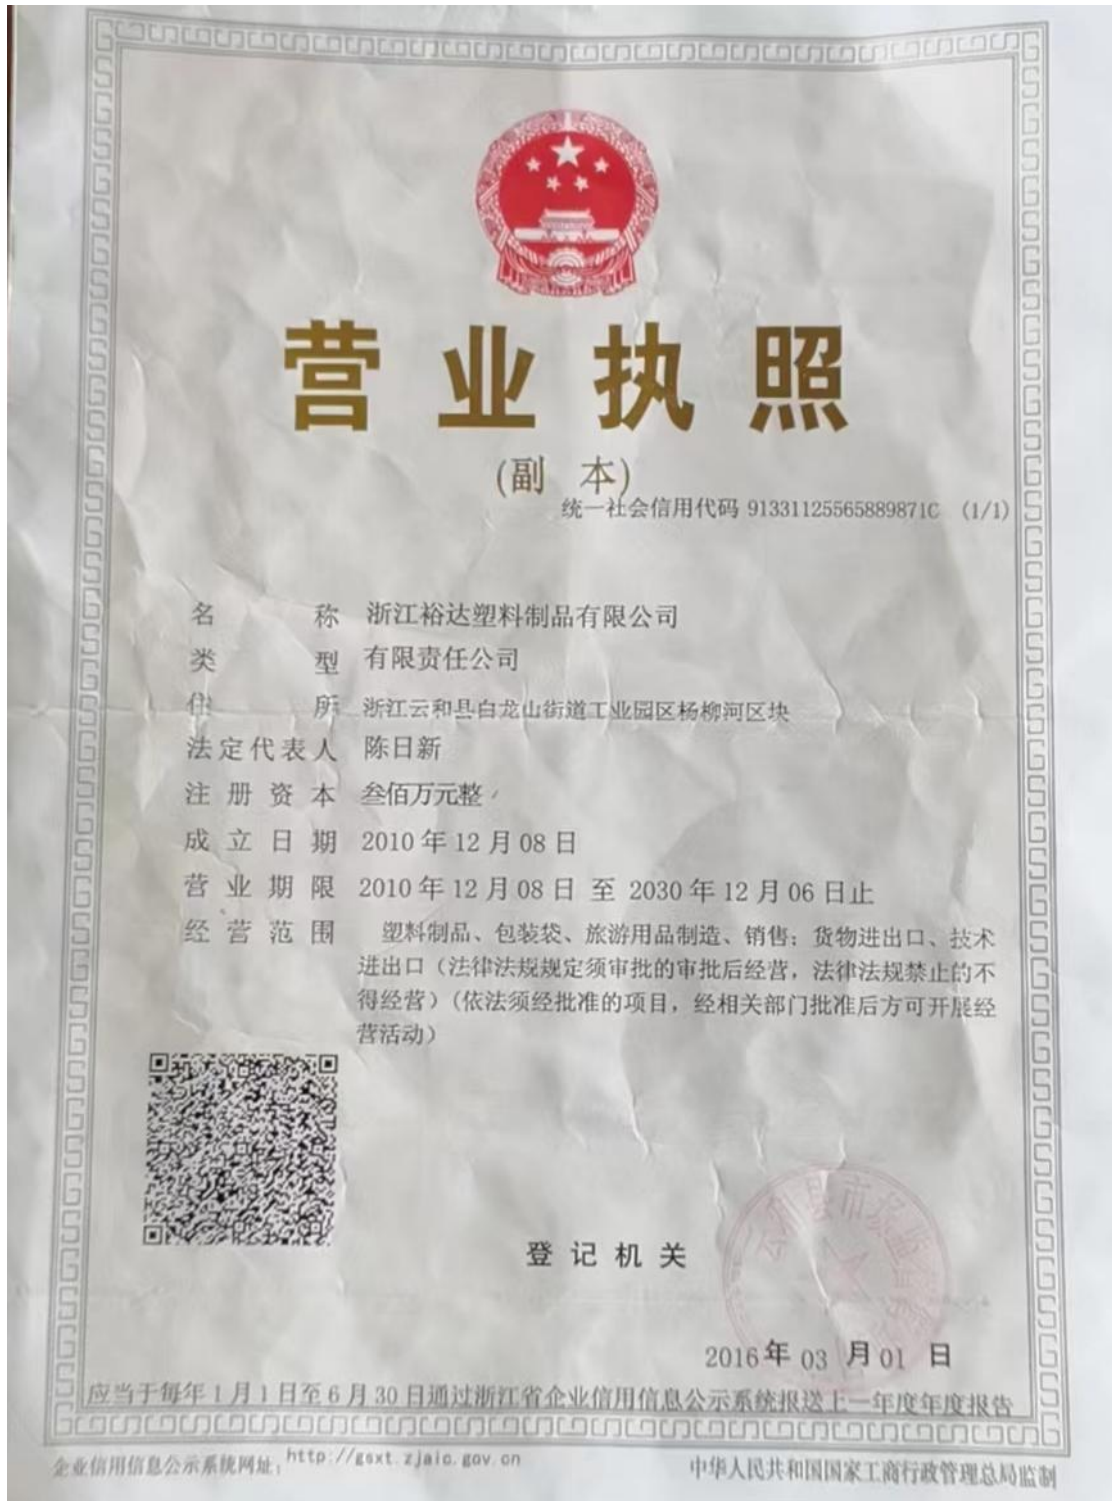 营业执照
(副 本)
统一社会信用代码 91331125565889871C (1/1)
名 称 浙江裕达塑料制品有限公司
类 型 有限责任公司
住 所 浙江云和县白龙山街道工业园区杨柳河区块
法定代表人 陈日新
注册资本 叁佰万元整
成立日期 2010年12月08日
营业期限 2010年12月08日 至 2030年12月06日止
经营范围 塑料制品、包装袋、旅游用品制造、销售；货物进出口、技术
进出口（法律法规规定须审批的审批后经营，法律法规禁止的不
得经营）（依法须经批准的项目，经相关部门批准后方可开展经
营活动）
云和县市场监督管理局
登记机关
2016年03月01日
应当于每年1月1日至6月30日通过浙江省企业信用信息公示系统报送上一年度年度报告
企业信用信息公示系统网址：http://gsxt.zjaic.gov.cn
中华人民共和国国家工商行政管理总局监制